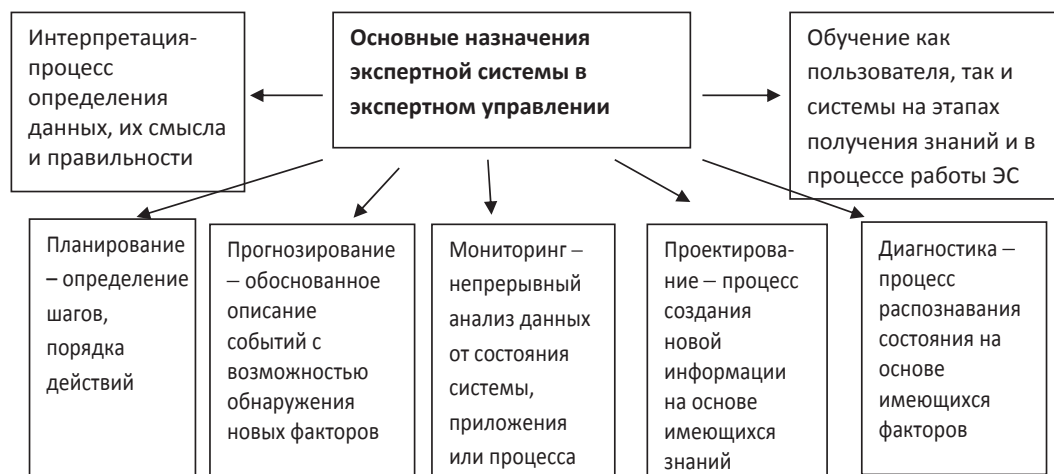 Интерпретация-
процесс
определения
данных, их смысла
и правильности
Основные назначения
экспертной системы в
экспертном управлении
Обучение как
пользователя, так и
системы на этапах
получения знаний и в
процессе работы ЭС
Планирование
– определение
шагов,
порядка
действий
Прогнозирование
– обоснованное
описание
событий с
возможностью
обнаружения
новых факторов
Мониторинг –
непрерывный
анализ данных
от состояния
системы,
приложения
или процесса
Проектирова-
ние – процесс
создания
новой
информации
на основе
имеющихся
знаний
Диагностика –
процесс
распознавания
состояния на
основе
имеющихся
факторов